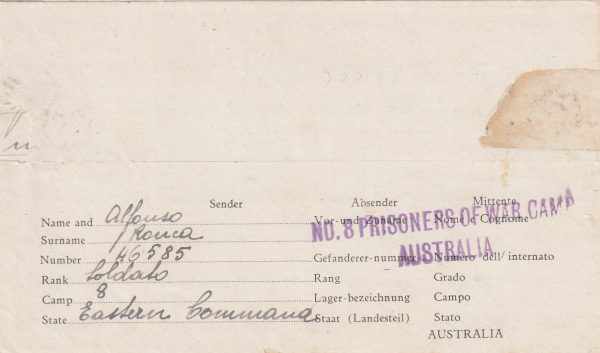 Sender Absender Mittente
Name and Alfonso Vor-und Zuname Nome e Cognome
Surname
NO. 8 PRISONERS OF WAR CAMP
AUSTRALIA
Number 46585 Gefanderer-nummer Numero dell/ internato
Rank Soldato Rang Grado
Camp 8 Lager-bezeichnung Campo
State Eastern Command Staat (Landesteil) Stato
AUSTRALIA